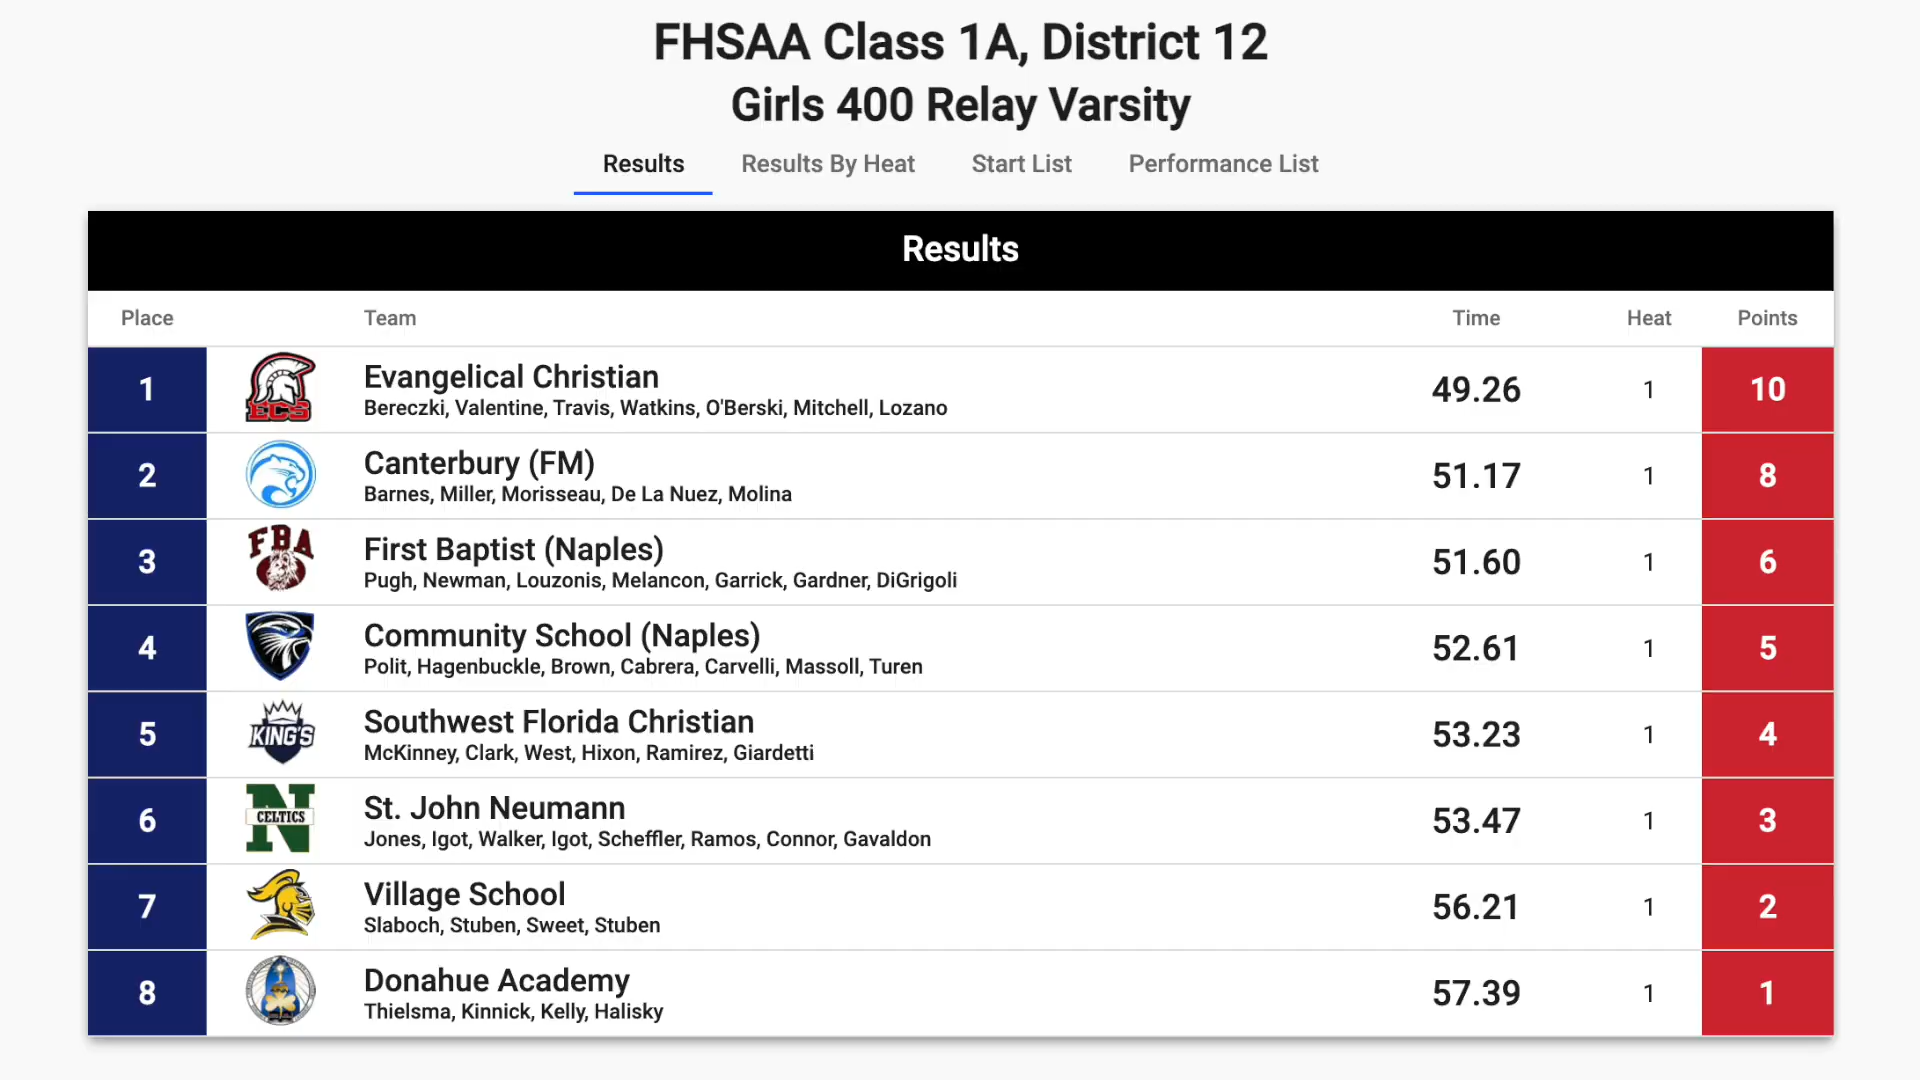 FHSAA Class 1A, District 12
Girls 400 Relay Varsity
Results Results By Heat Start List Performance List
Results
Place Team Time Heat Points
1 ECS Evangelical Christian 49.26 1 10
Bereczki, Valentine, Travis, Watkins, O'Berski, Mitchell, Lozano
2 Canterbury (FM) 51.17 1 8
Barnes, Miller, Morisseau, De La Nuez, Molina
3 FBA First Baptist (Naples) 51.60 1 6
Pugh, Newman, Louzonis, Melancon, Garrick, Gardner, DiGrigoli
4 Community School (Naples) 52.61 1 5
Polit, Hagenbuckle, Brown, Cabrera, Carvelli, Massoll, Turen
5 KING'S Southwest Florida Christian 53.23 1 4
McKinney, Clark, West, Hixon, Ramirez, Giardetti
6 N CELTICS St. John Neumann 53.47 1 3
Jones, Igot, Walker, Igot, Scheffler, Ramos, Connor, Gavaldon
7 Village School 56.21 1 2
Slaboch, Stuben, Sweet, Stuben
8 Donahue Academy 57.39 1 1
Thielsma, Kinnick, Kelly, Halisky